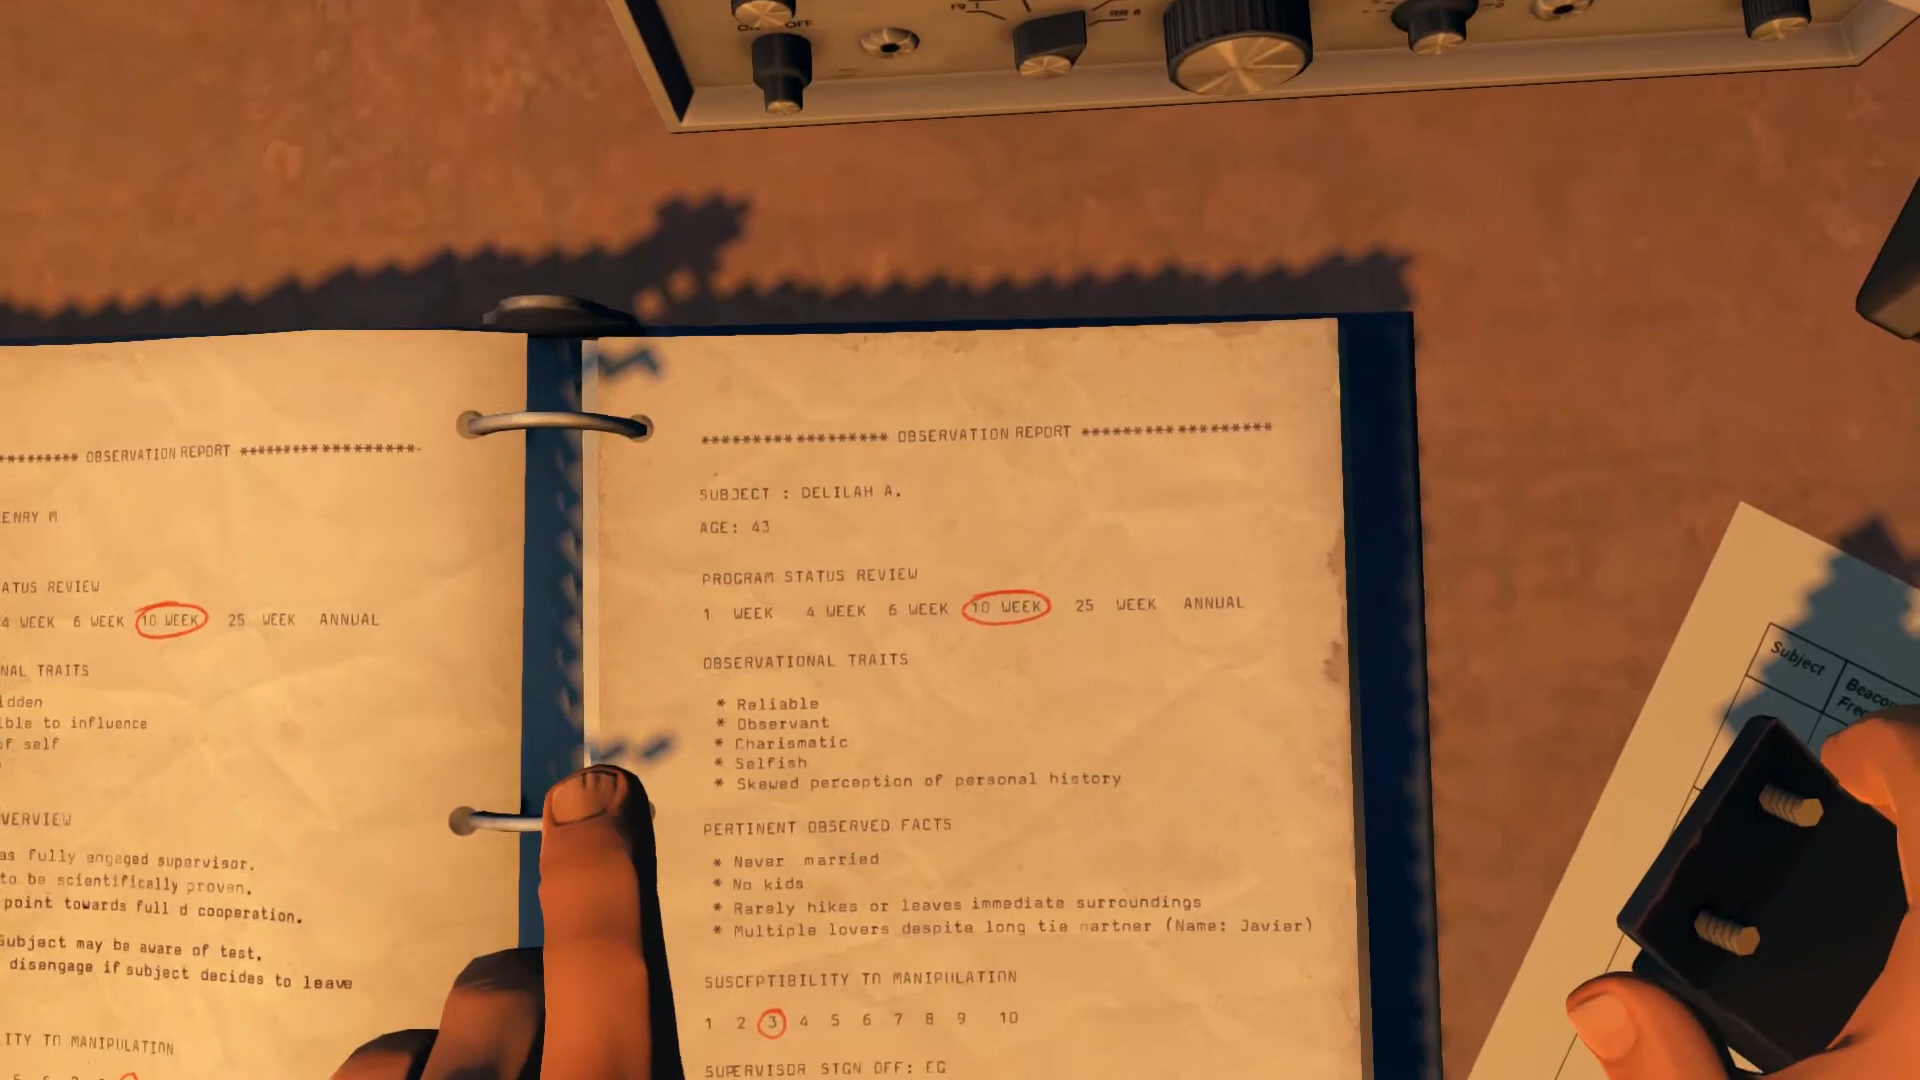 ON OFF
***************** OBSERVATION REPORT *****************
ENRY M
ATUS REVIEW
4 WEEK 6 WEEK 10 WEEK 25 WEEK ANNUAL
NAL TRAITS
idden
ible to influence
of self
VERVIEW
as fully engaged supervisor.
to be scientifically proven.
point towards full d cooperation.
Subject may be aware of test.
disengage if subject decides to leave
ITY TO MANIPULATION
****************** OBSERVATION REPORT ******************
SUBJECT : DELILAH A.
AGE: 43
PROGRAM STATUS REVIEW
1 WEEK 4 WEEK 6 WEEK 10 WEEK 25 WEEK ANNUAL
OBSERVATIONAL TRAITS
* Reliable
* Observant
* Charismatic
* Selfish
* Skewed perception of personal history
PERTINENT OBSERVED FACTS
* Never married
* No kids
* Rarely hikes or leaves immediate surroundings
* Multiple lovers despite long tie partner (Name: Javier)
SUSCEPTIBILITY TO MANIPULATION
1 2 3 4 5 6 7 8 9 10
SUPERVISOR SIGN OFF: EG
Subject
Beacon
Fre